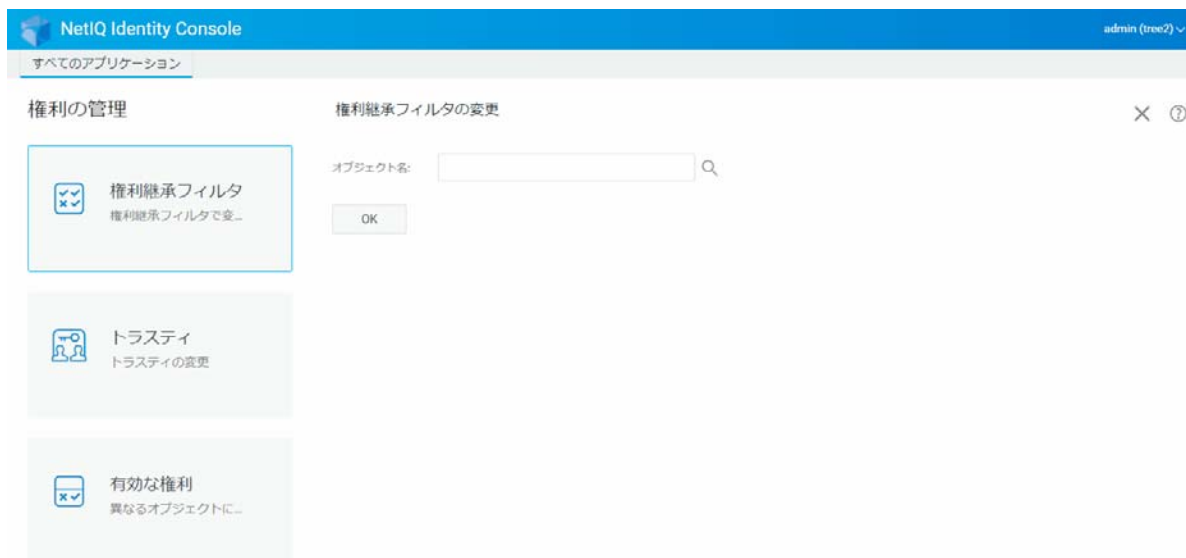 NetIQ Identity Console
admin (tree2)
すべてのアプリケーション
権利の管理
権利継承フィルタ
権利継承フィルタで変...
トラスティ
トラスティの変更
有効な権利
異なるオブジェクトに...
権利継承フィルタの変更
オブジェクト名:
OK